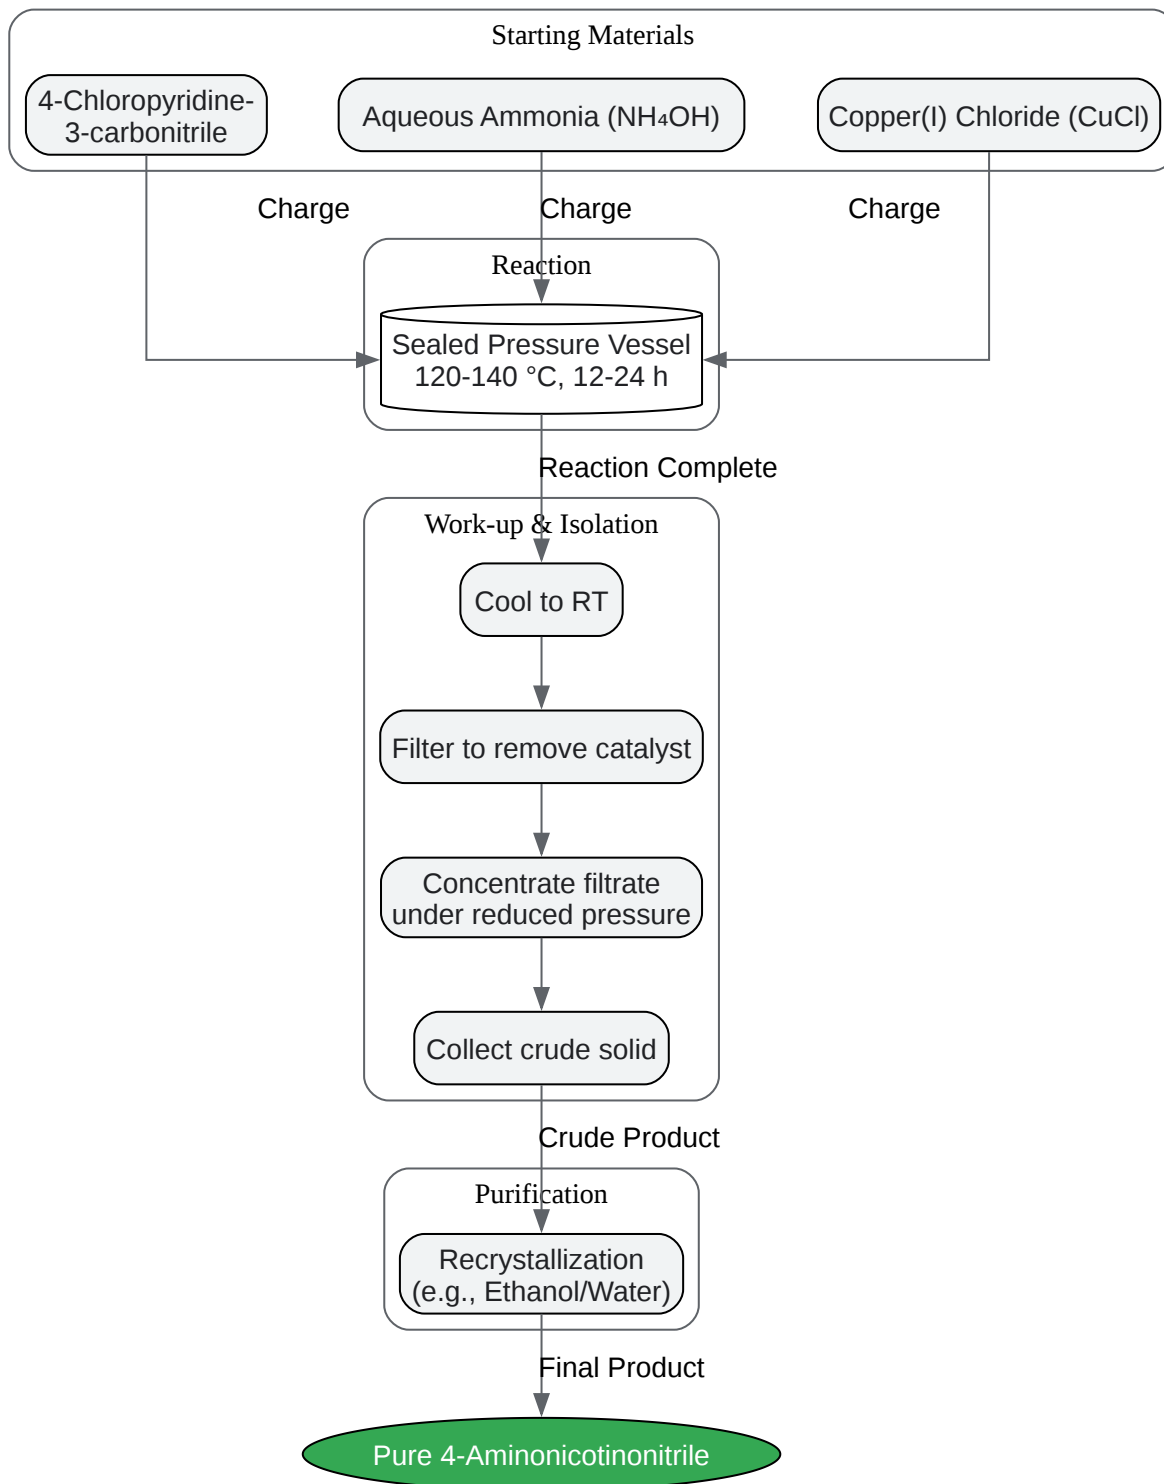 Starting Materials
4-Chloropyridine-
3-carbonitrile
Aqueous Ammonia (NH₄OH)
Copper(I) Chloride (CuCl)
Charge
Charge
Charge
Reaction
Sealed Pressure Vessel
120-140 °C, 12-24 h
Reaction Complete
Work-up & Isolation
Cool to RT
Filter to remove catalyst
Concentrate filtrate
under reduced pressure
Collect crude solid
Crude Product
Purification
Recrystallization
(e.g., Ethanol/Water)
Final Product
Pure 4-Aminonicotinonitrile